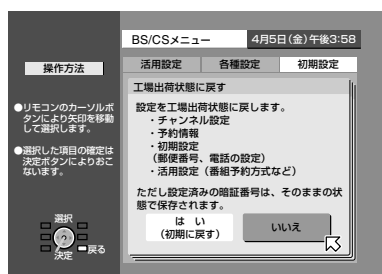 BS/CSメニュー
4月5日(金)午後3:58
操作方法
活用設定
各種設定
初期設定
●リモコンのカーソルボ
タンにより矢印を移動
して選択します。
●選択した項目の確定は
決定ボタンによりおこ
ないます。
選択
決定
戻る
工場出荷状態に戻す
設定を工場出荷状態に戻します。
・チャンネル設定
・予約情報
・初期設定
(郵便番号、電話の設定)
・活用設定(番組予約方式など)
ただし設定済みの暗証番号は、そのままの状
態で保存されます。
は い
(初期に戻す)
いいえ